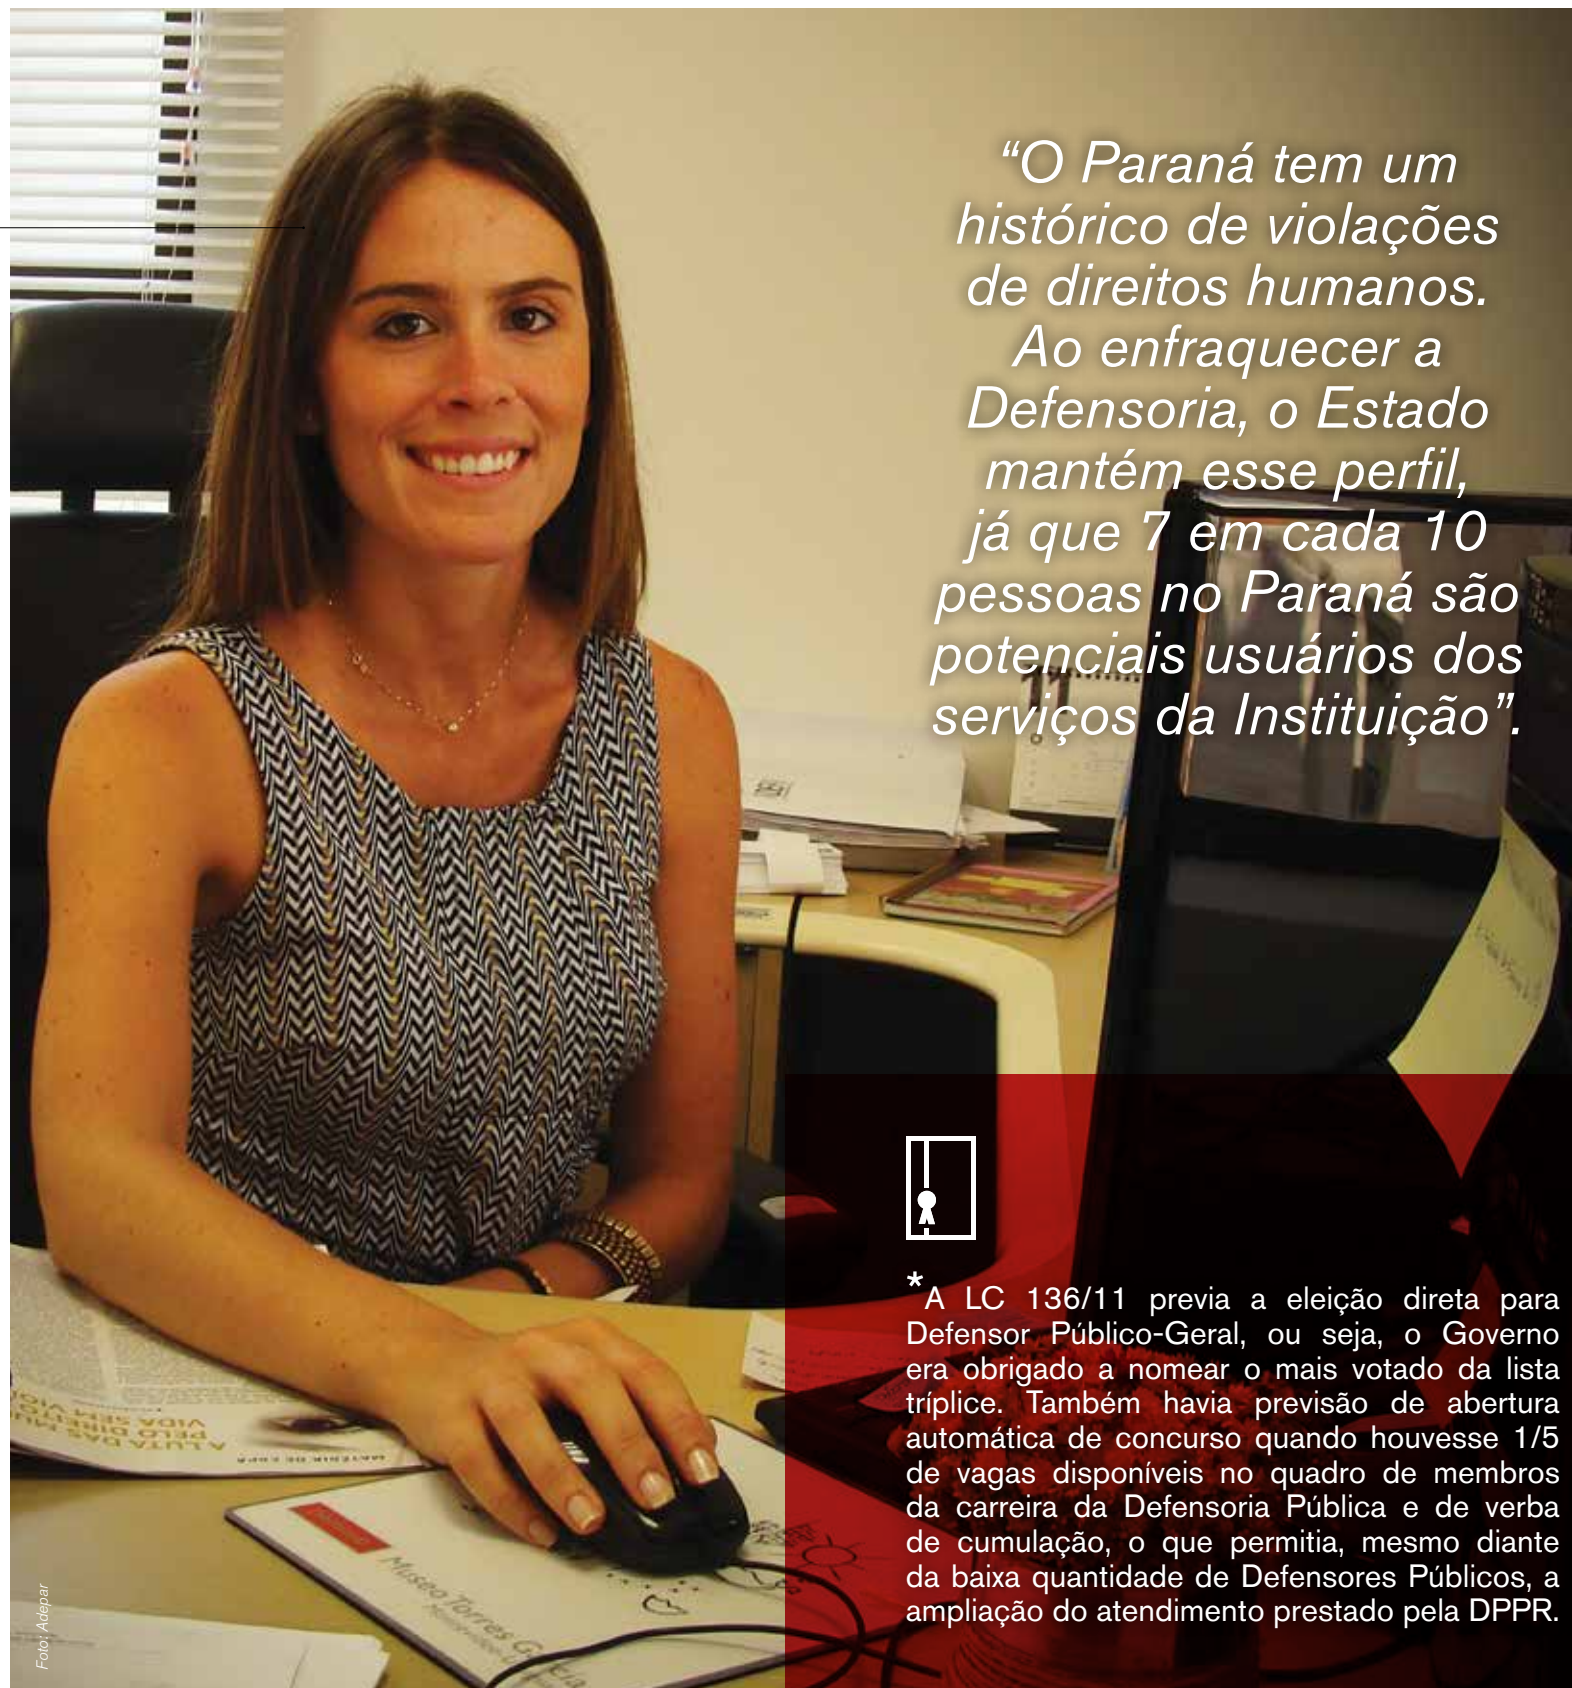 “O Paraná tem um
histórico de violações
de direitos humanos.
Ao enfraquecer a
Defensoria, o Estado
mantém esse perfil,
já que 7 em cada 10
pessoas no Paraná são
potenciais usuários dos
serviços da Instituição”.
11
*A LC 136/11 previa a eleição direta para
Defensor Público-Geral, ou seja, o Governo
era obrigado a nomear o mais votado da lista
tríplice. Também havia previsão de abertura
automática de concurso quando houvesse 1/5
de vagas disponíveis no quadro de membros
da carreira da Defensoria Pública e de verba
de cumulação, o que permitia, mesmo diante
da baixa quantidade de Defensores Públicos, a
ampliação do atendimento prestado pela DPPR.
MATÉRIA DE CAPA
A LUTA DAS
PELO DIREITO
VIDA SEM
Museo Torres García
Foto: Adepar